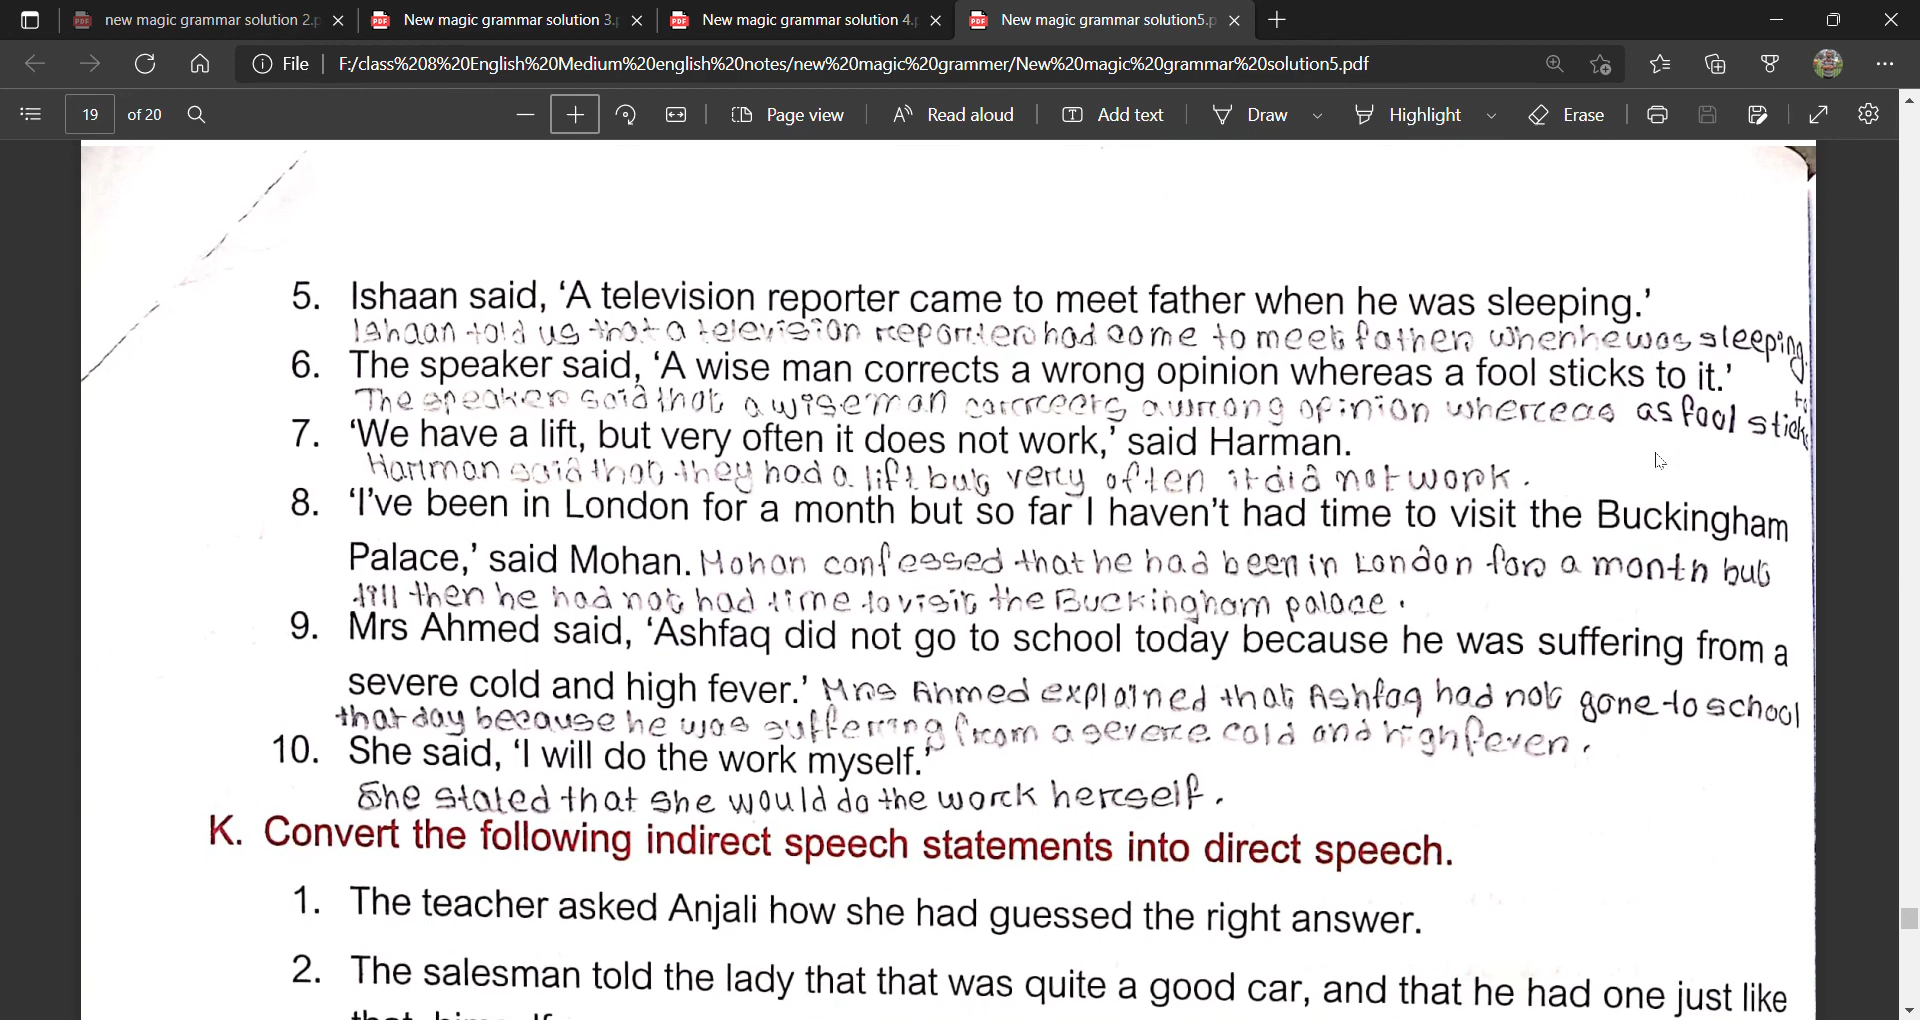 new magic grammar solution 2.p
New magic grammar solution 3.
New magic grammar solution 4.
New magic grammar solution5.p
File
F:/class%208%20English%20Medium%20english%20notes/new%20magic%20grammer/New%20magic%20grammar%20solution5.pdf
19 of 20
Page view
Read aloud
Add text
Draw
Highlight
Erase
5. Ishaan said, ‘A television reporter came to meet father when he was sleeping.’
Ishaan told us that a television reporter had come to meet father when he was sleeping.
6. The speaker said, ‘A wise man corrects a wrong opinion whereas a fool sticks to it.’
The speaker said that a wise man corrects a wrong opinion whereas as fool sticks to
7. ‘We have a lift, but very often it does not work,’ said Harman.
Harman said that they had a lift but very often it did not work.
8. ‘I’ve been in London for a month but so far I haven’t had time to visit the Buckingham
Palace,’ said Mohan. Mohan confessed that he had been in London for a month but
till then he had not had time to visit the Buckingham palace.
9. Mrs Ahmed said, ‘Ashfaq did not go to school today because he was suffering from a
severe cold and high fever.’ Mrs Ahmed explained that Ashfaq had not gone to school
that day because he was suffering from a severe cold and high fever.
10. She said, ‘I will do the work myself.’
She stated that she would do the work herself.
K. Convert the following indirect speech statements into direct speech.
1. The teacher asked Anjali how she had guessed the right answer.
2. The salesman told the lady that that was quite a good car, and that he had one just like